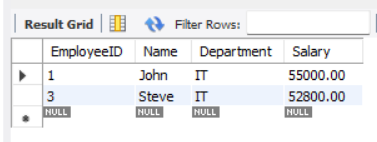 Result Grid Filter Rows:
EmployeeID Name Department Salary
1 John IT 55000.00
3 Steve IT 52800.00
NULL NULL NULL NULL